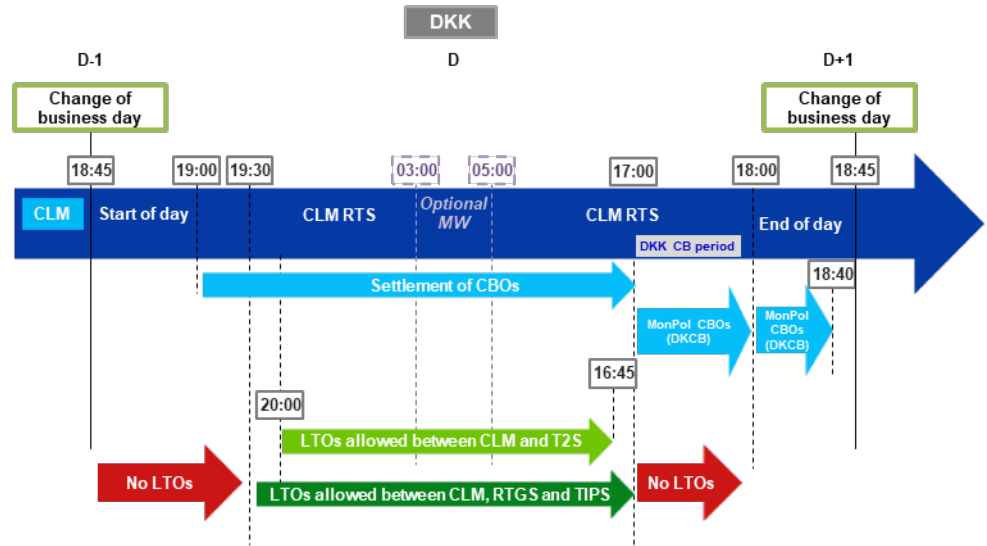 DKK
D-1
D
D+1
Change of
business day
Change of
business day
18:45
19:00
19:30
03:00
05:00
17:00
18:00
18:45
CLM
Start of day
CLM RTS
Optional
MW
CLM RTS
End of day
DKK CB period
18:40
Settlement of CBOs
MonPol CBOs
(DKCB)
MonPol
CBOs
(DKCB)
16:45
20:00
LTOs allowed between CLM and T2S
No LTOs
LTOs allowed between CLM, RTGS and TIPS
No LTOs